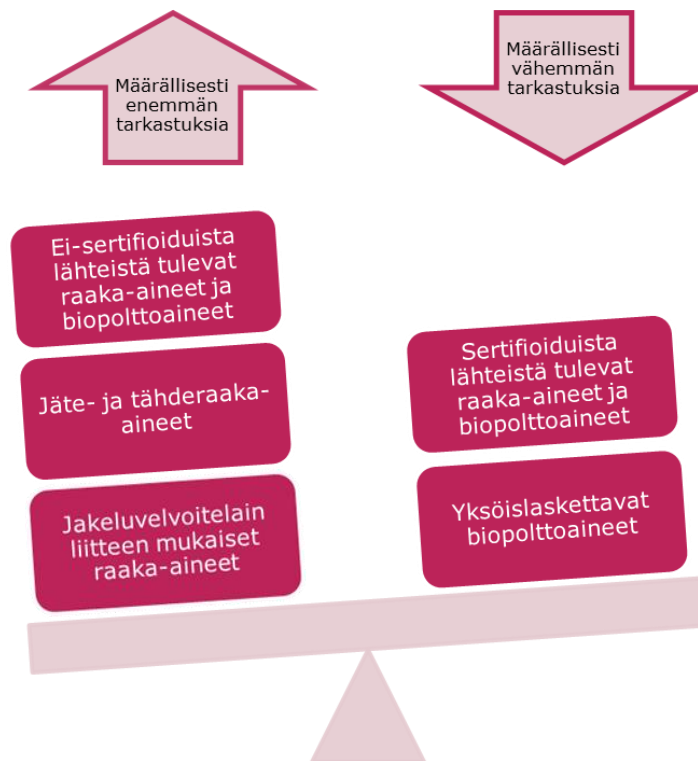 Määrällisesti
enemmän
tarkastuksia
Määrällisesti
vähemmän
tarkastuksia
Ei-sertifioiduista
lähteistä tulevat
raaka-aineet ja
biopolttoaineet
Jäte- ja tähderaaka-
aineet
Jakeluvelvoitelain
liitteen mukaiset
raaka-aineet
Sertifioiduista
lähteistä tulevat
raaka-aineet ja
biopolttoaineet
Yksöislaskettavat
biopolttoaineet